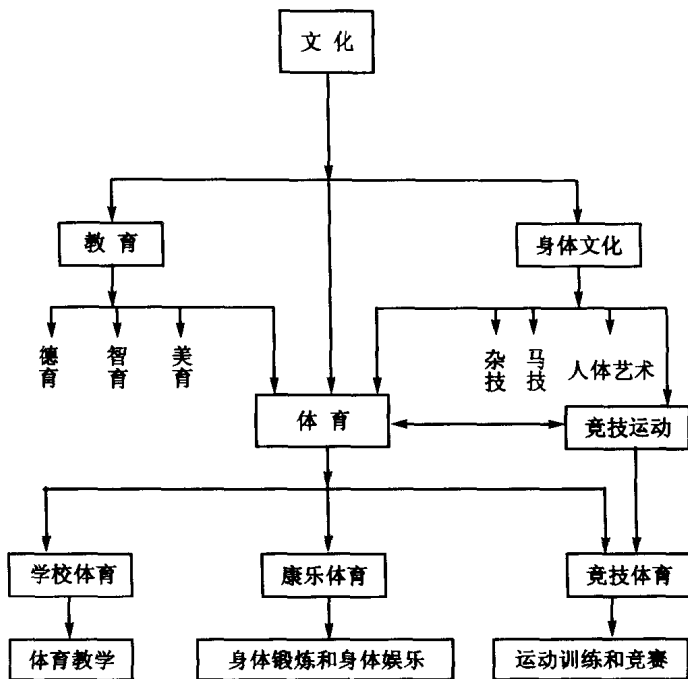 文化
教育
身体文化
德育
智育
美育
杂技
马技
人体艺术
体育
竞技运动
学校体育
康乐体育
竞技体育
体育教学
身体锻炼和身体娱乐
运动训练和竞赛